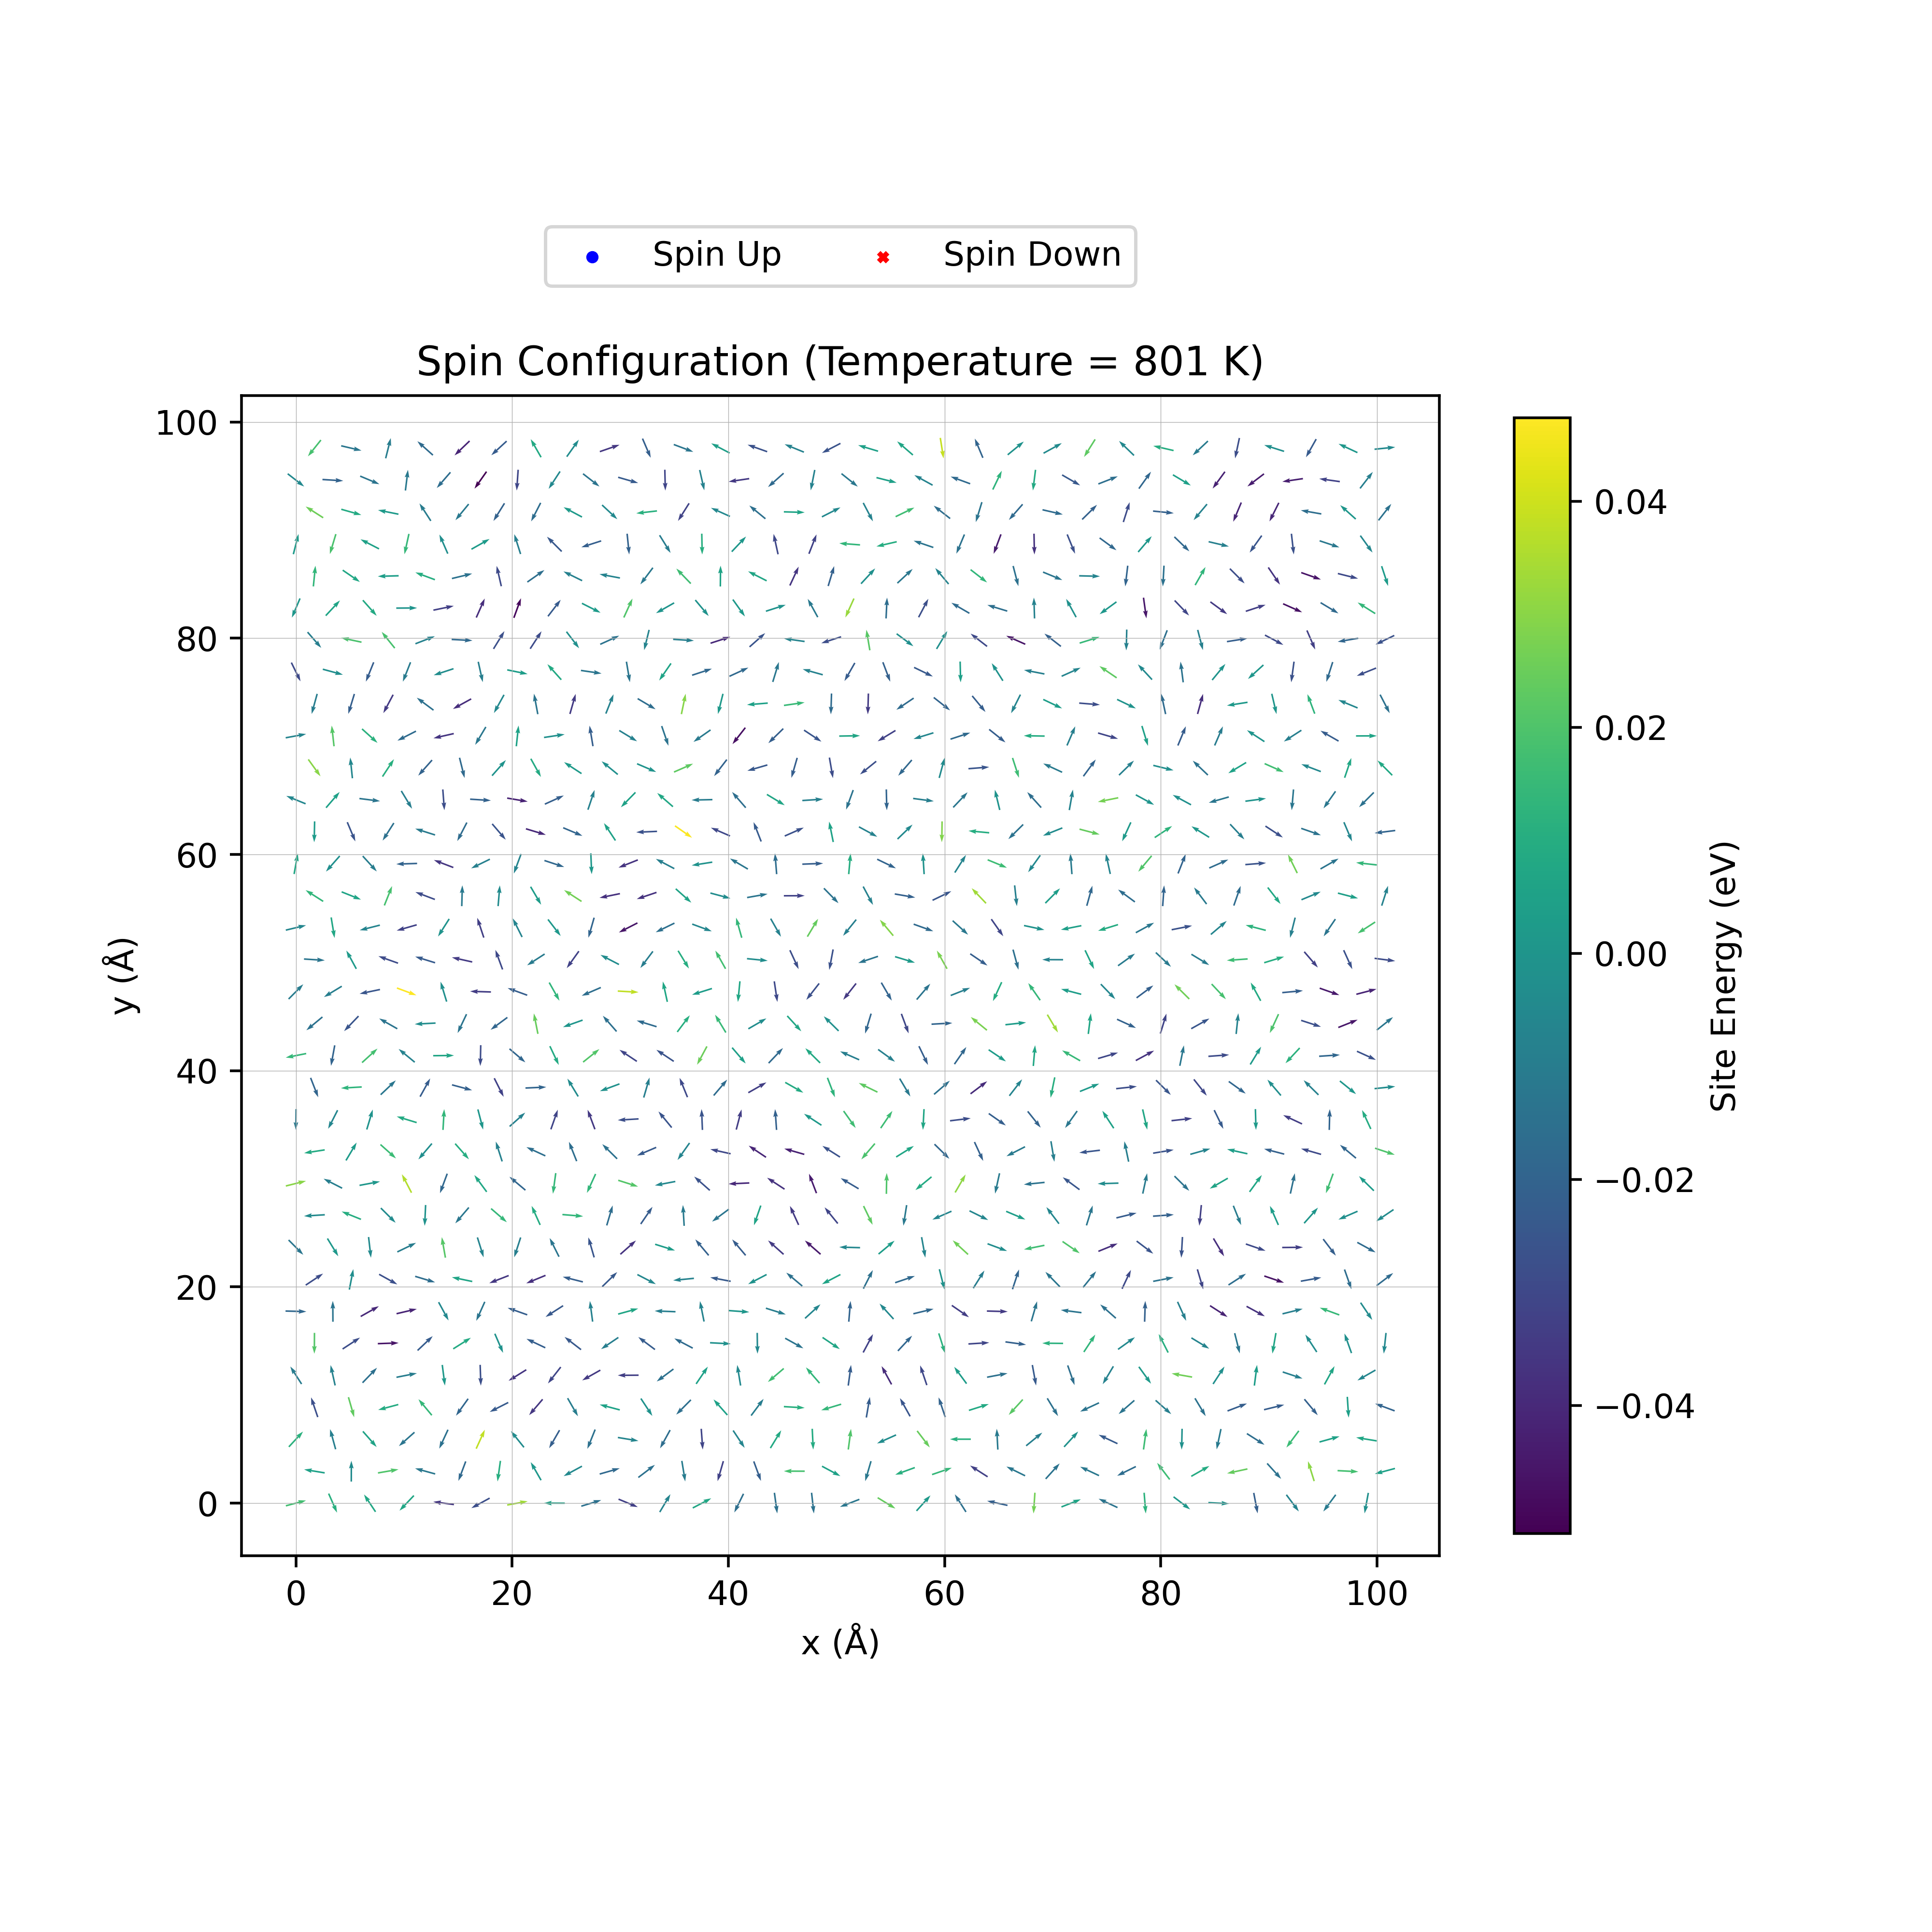 Spin Up Spin Down
Spin Configuration (Temperature = 801 K)
100
80
60
40
20
0
y (Å)
0 20 40 60 80 100
x (Å)
0.04
0.02
0.00
−0.02
−0.04
Site Energy (eV)